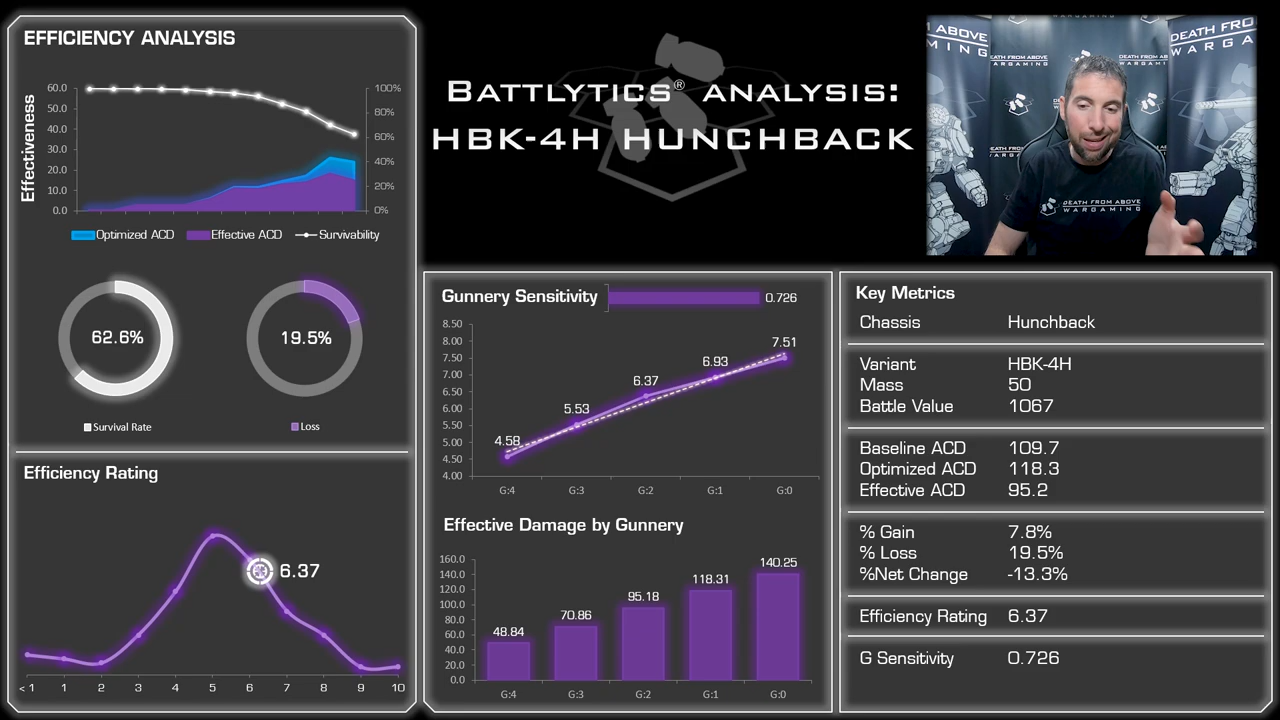 EFFICIENCY ANALYSIS
Effectiveness
60.0
50.0
40.0
30.0
20.0
10.0
0.0
100%
80%
60%
40%
20%
0%
Optimized ACD
Effective ACD
Survivability
62.6%
Survival Rate
19.5%
Loss
Efficiency Rating
6.37
< 1 1 2 3 4 5 6 7 8 9 10
BATTLYTICS® ANALYSIS:
HBK-4H HUNCHBACK
Gunnery Sensitivity 0.726
8.50
8.00
7.50
7.00
6.50
6.00
5.50
5.00
4.50
4.00
4.58
5.53
6.37
6.93
7.51
G:4 G:3 G:2 G:1 G:0
Effective Damage by Gunnery
160.0
140.0
120.0
100.0
80.0
60.0
40.0
20.0
0.0
48.84
70.86
95.18
118.31
140.25
G:4 G:3 G:2 G:1 G:0
DEATH FROM ABOVE
WARGAMING
DEATH FROM ABOVE
WARGAMING
DEATH FROM ABOVE
WARGAMING
Key Metrics
Chassis Hunchback
Variant HBK-4H
Mass 50
Battle Value 1067
Baseline ACD 109.7
Optimized ACD 118.3
Effective ACD 95.2
% Gain 7.8%
% Loss 19.5%
%Net Change -13.3%
Efficiency Rating 6.37
G Sensitivity 0.726